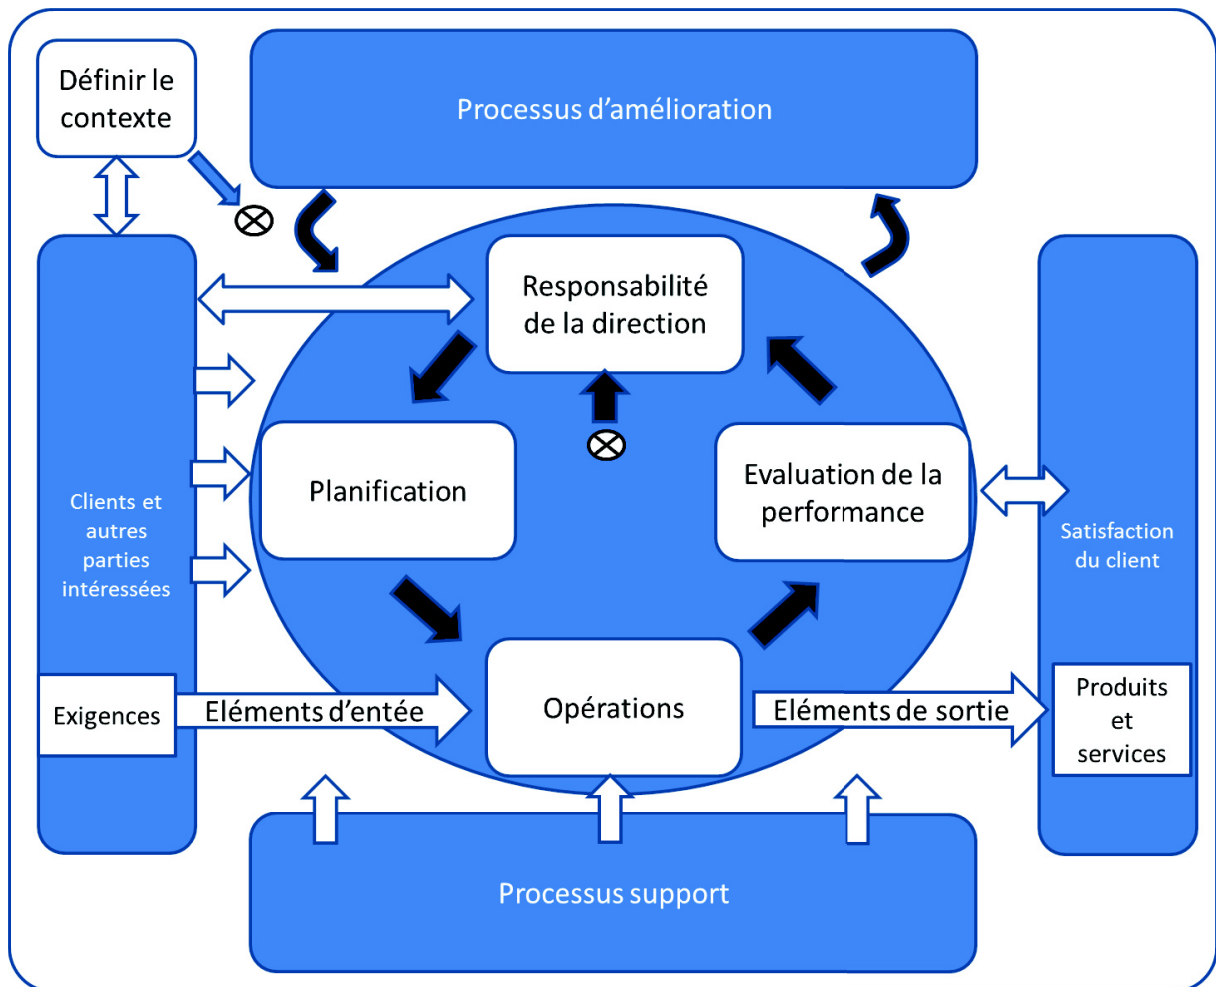 Définir le
contexte
Processus d'amélioration
Responsabilité
de la direction
Planification
Evaluation de la
performance
Clients et
autres
parties
intéressées
Satisfaction
du client
Exigences
Eléments d'entée
Opérations
Eléments de sortie
Produits
et
services
Processus support